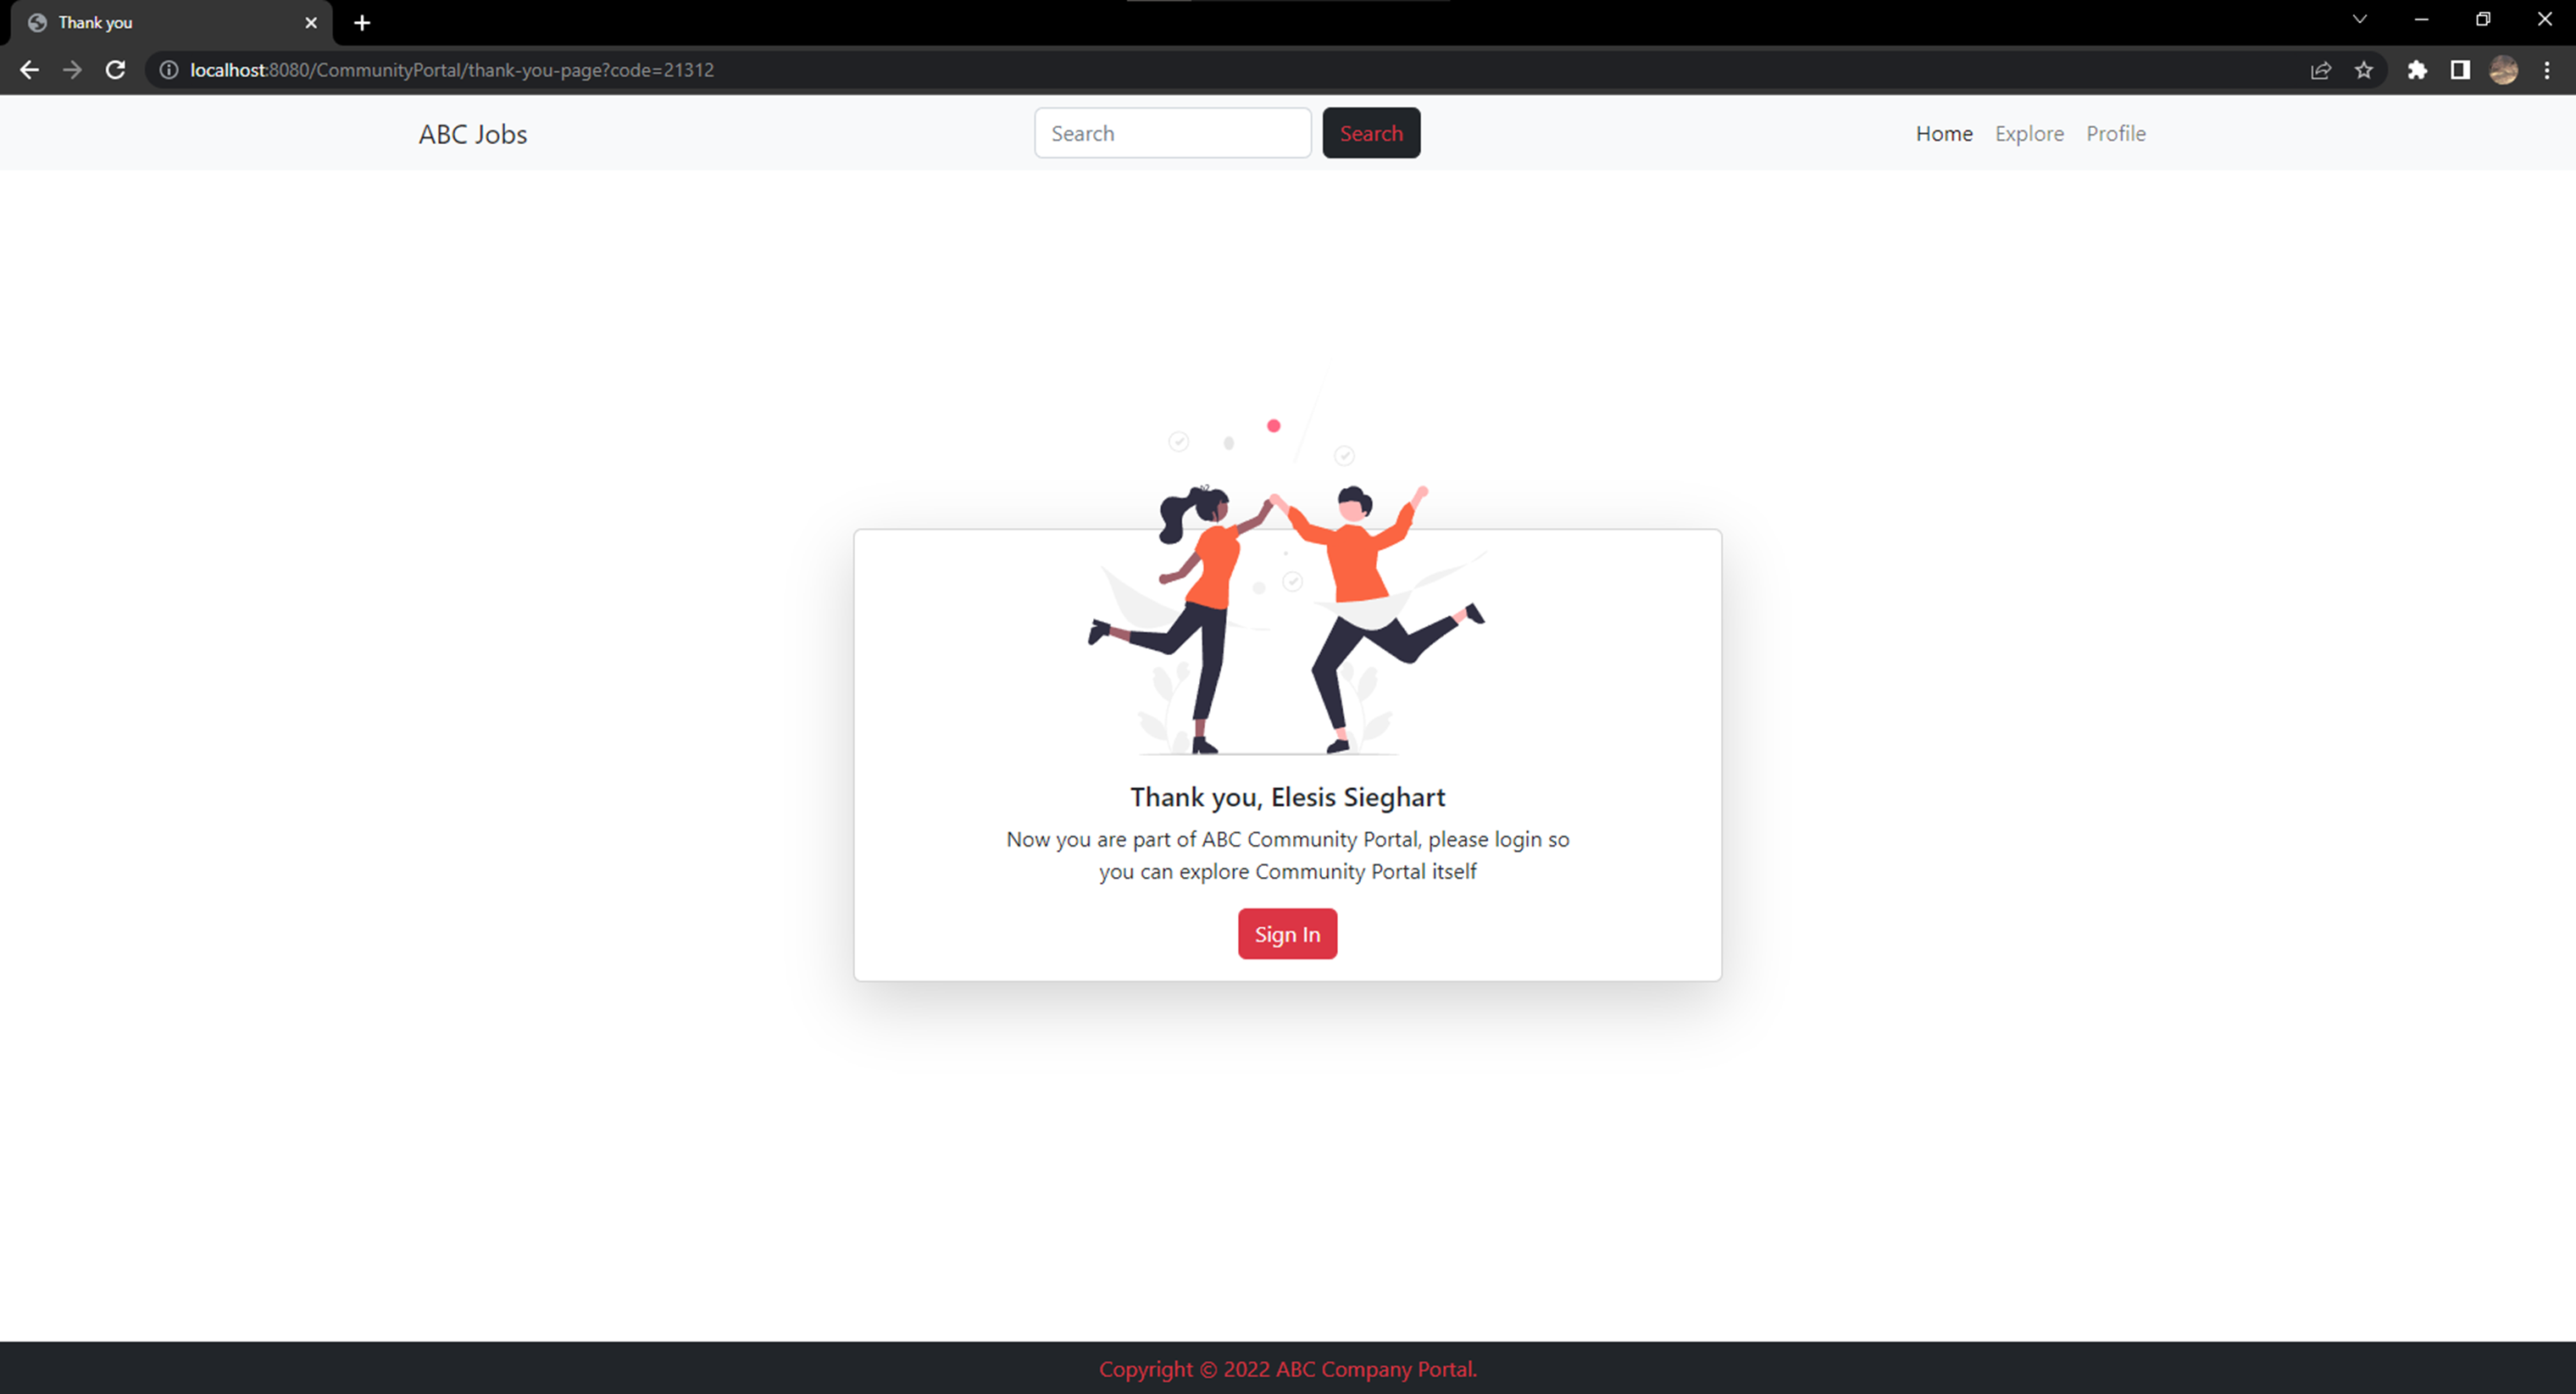 Thank you
localhost:8080/CommunityPortal/thank-you-page?code=21312
ABC Jobs
Search
Search
Home
Explore
Profile
Thank you, Elesis Sieghart
Now you are part of ABC Community Portal, please login so
you can explore Community Portal itself
Sign In
Copyright © 2022 ABC Company Portal.